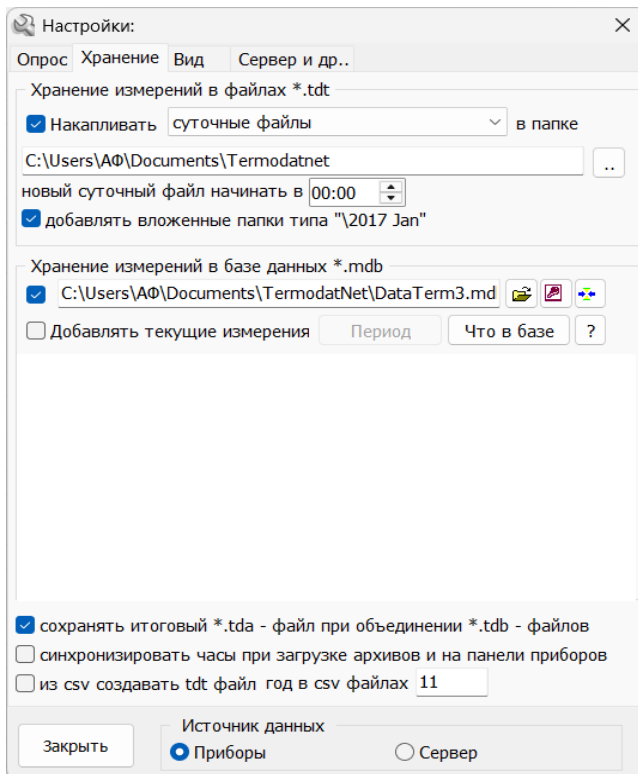 Настройки:
Опрос Хранение Вид Сервер и др..
Хранение измерений в файлах *.tdt
Накапливать суточные файлы в папке
C:\Users\АФ\Documents\Termodatnet ..
новый суточный файл начинать в 00:00
добавлять вложенные папки типа "\2017 Jan"
Хранение измерений в базе данных *.mdb
C:\Users\АФ\Documents\TermodatNet\DataTerm3.md
Добавлять текущие измерения Период Что в базе ?
сохранять итоговый *.tda - файл при объединении *.tdb - файлов
синхронизировать часы при загрузке архивов и на панели приборов
из csv создавать tdt файл год в csv файлах 11
Источник данных
Закрыть Приборы Сервер